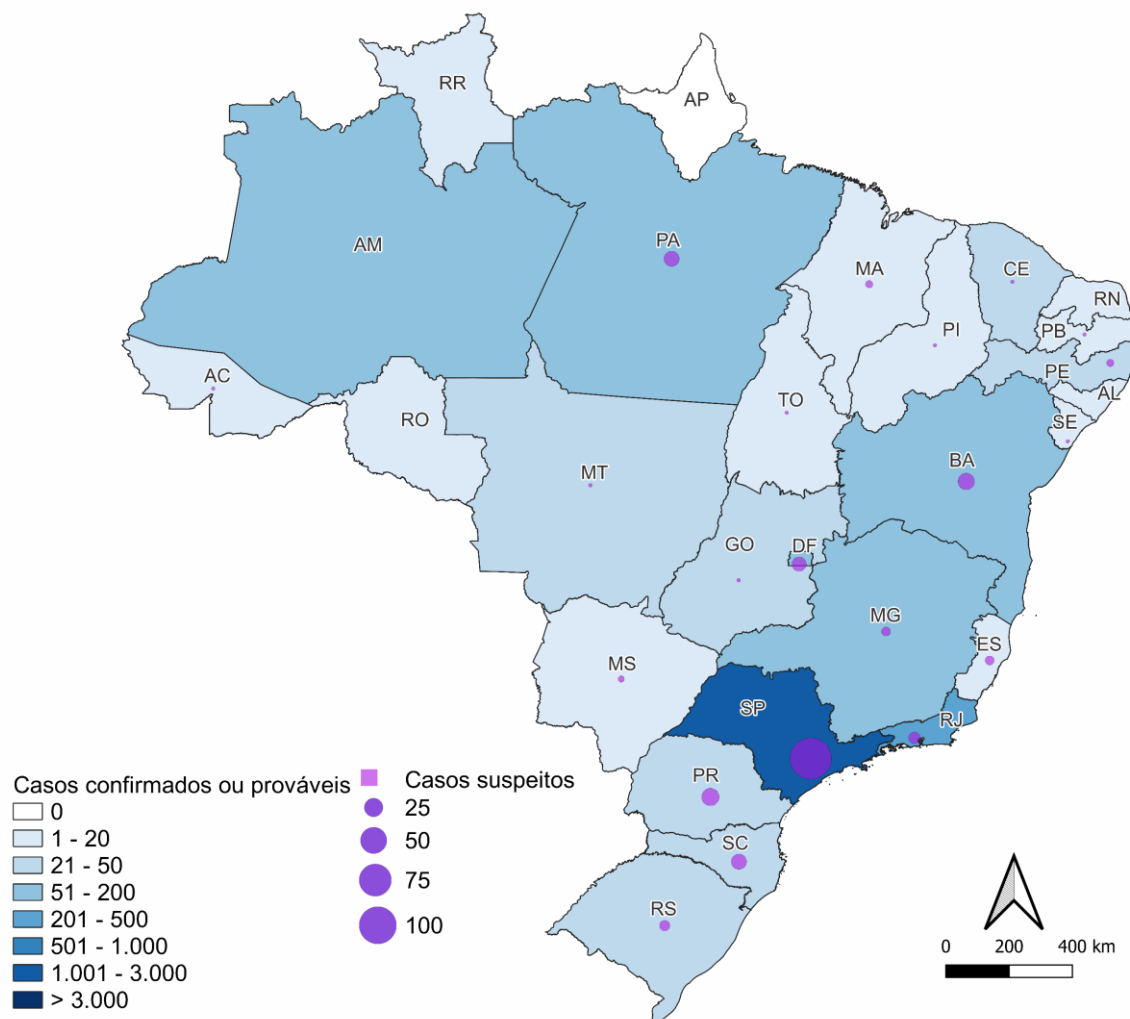 RR
AP
AM
PA
MA
CE
RN
PI
PB
PE
AC
TO
AL
RO
SE
BA
MT
GO
DF
MG
ES
MS
SP
RJ
PR
SC
RS
Casos confirmados ou prováveis
0
1 - 20
21 - 50
51 - 200
201 - 500
501 - 1.000
1.001 - 3.000
> 3.000
Casos suspeitos
25
50
75
100
0 200 400 km